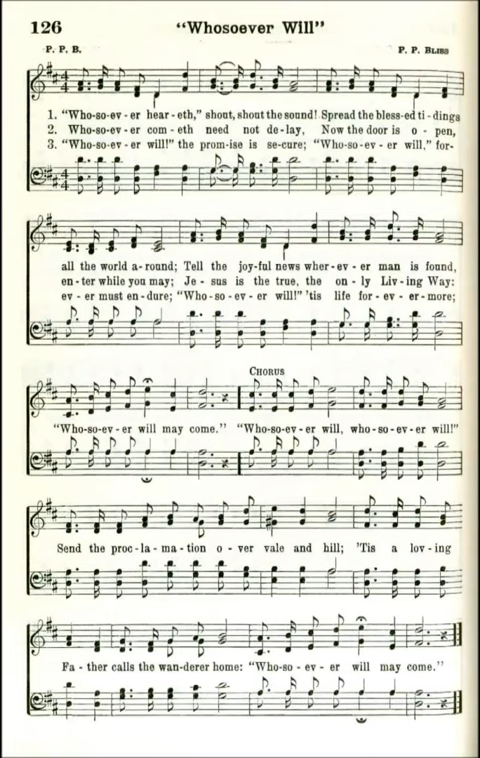 126 "Whosoever Will"
P. P. B. P. P. Bliss
1. "Who-so-ev-er hear-eth," shout, shout the sound! Spread the bless-ed ti-dings
2. Who-so-ev-er com-eth need not de-lay, Now the door is o-pen,
3. "Who-so-ev-er will!" the prom-ise is se-cure; "Who-so-ev-er will," for-
all the world a-round; Tell the joy-ful news wher-ev-er man is found,
en-ter while you may; Je-sus is the true, the on-ly Liv-ing Way:
ev-er must en-dure; "Who-so-ev-er will!" 'tis life for-ev-er-more;
Chorus
"Who-so-ev-er will may come." "Who-so-ev-er will, who-so-ev-er will!"
Send the proc-la-ma-tion o-ver vale and hill; 'Tis a lov-ing
Fa-ther calls the wan-derer home: "Who-so-ev-er will may come."